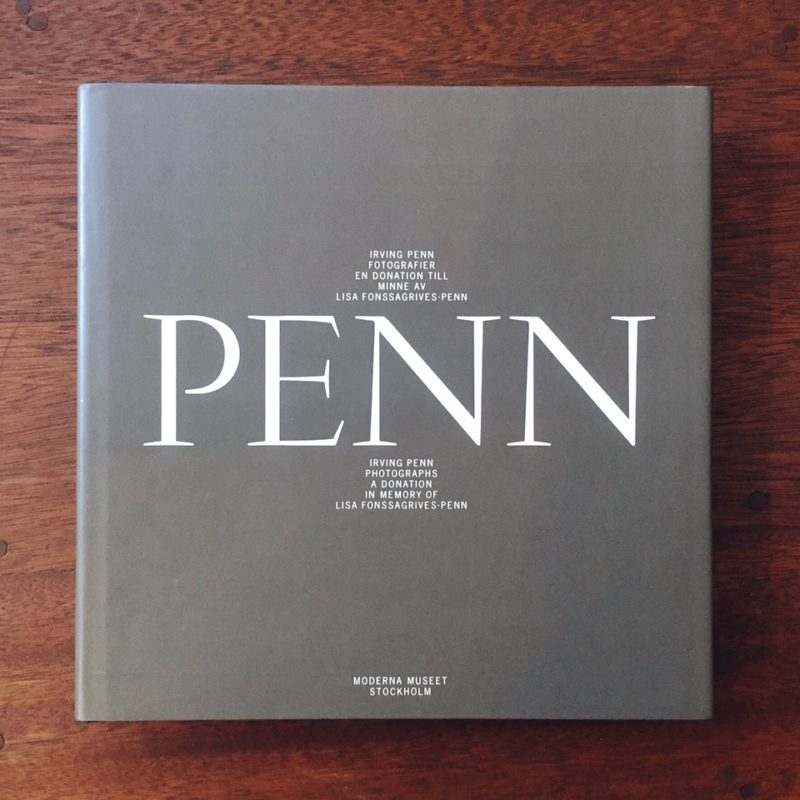 IRVING PENN
FOTOGRAFIER
EN DONATION TILL
MINNE AV
LISA FONSSAGRIVES-PENN
PENN
IRVING PENN
PHOTOGRAPHS
A DONATION
IN MEMORY OF
LISA FONSSAGRIVES-PENN
MODERNA MUSEET
STOCKHOLM